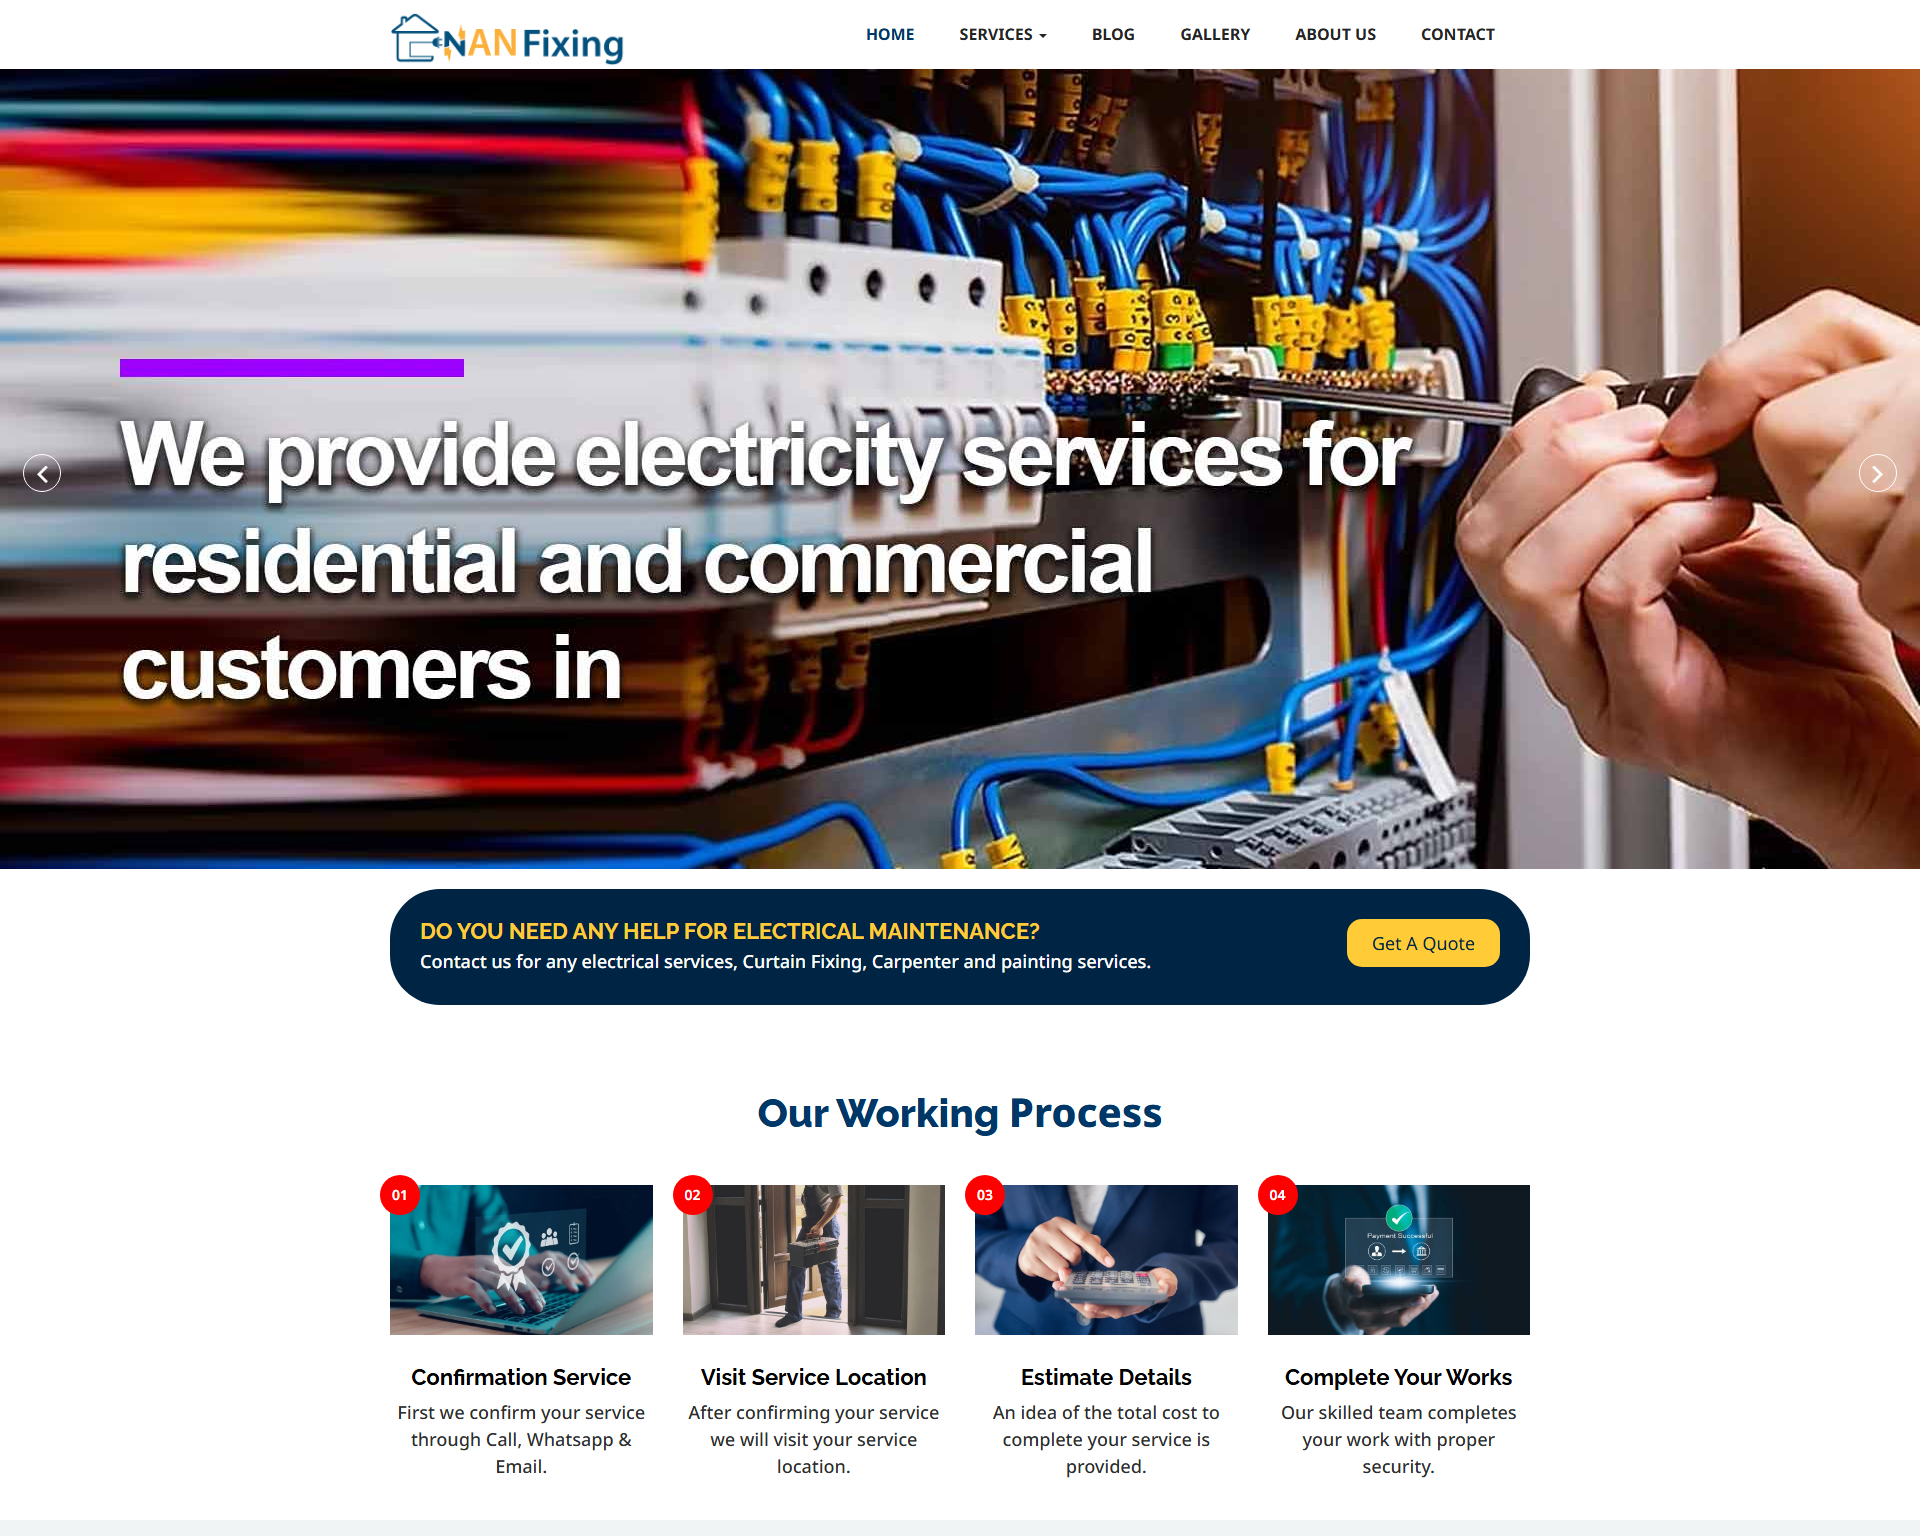 NAN Fixing
HOME SERVICES BLOG GALLERY ABOUT US CONTACT
We provide electricity services for
residential and commercial
customers in
DO YOU NEED ANY HELP FOR ELECTRICAL MAINTENANCE?
Contact us for any electrical services, Curtain Fixing, Carpenter and painting services.
Get A Quote
Our Working Process
01
02
03
04
Payment Successful
Confirmation Service
First we confirm your service
through Call, Whatsapp &
Email.
Visit Service Location
After confirming your service
we will visit your service
location.
Estimate Details
An idea of the total cost to
complete your service is
provided.
Complete Your Works
Our skilled team completes
your work with proper
security.